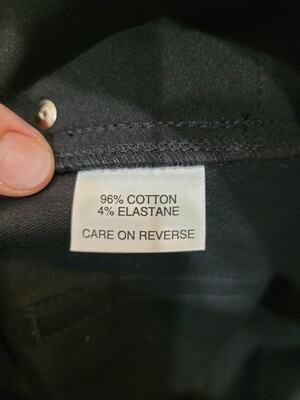 96% COTTON
4% ELASTANE
CARE ON REVERSE